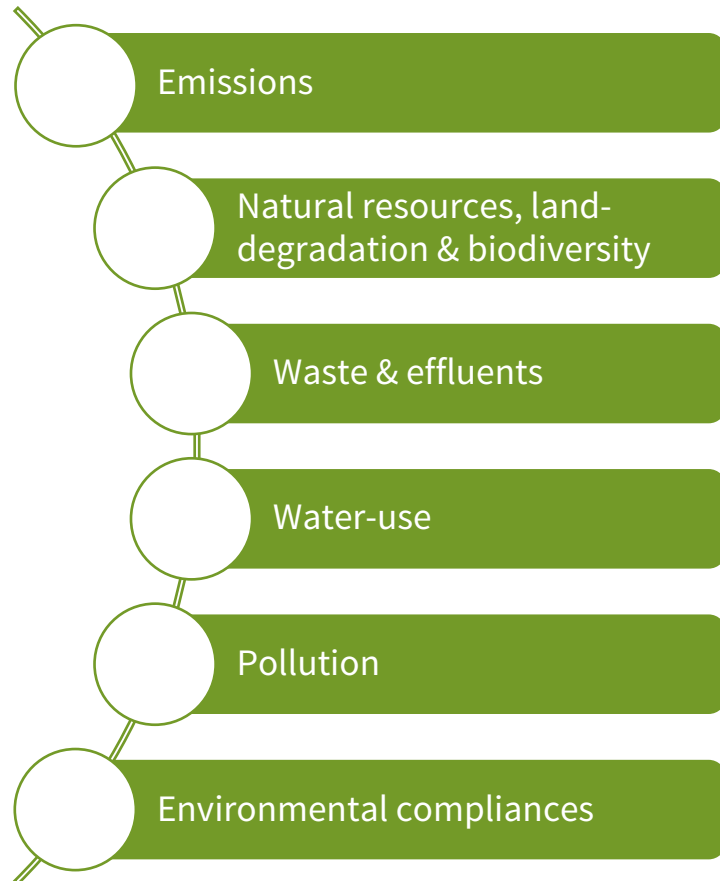 Emissions
Natural resources, land-
degradation & biodiversity
Waste & effluents
Water-use
Pollution
Environmental compliances